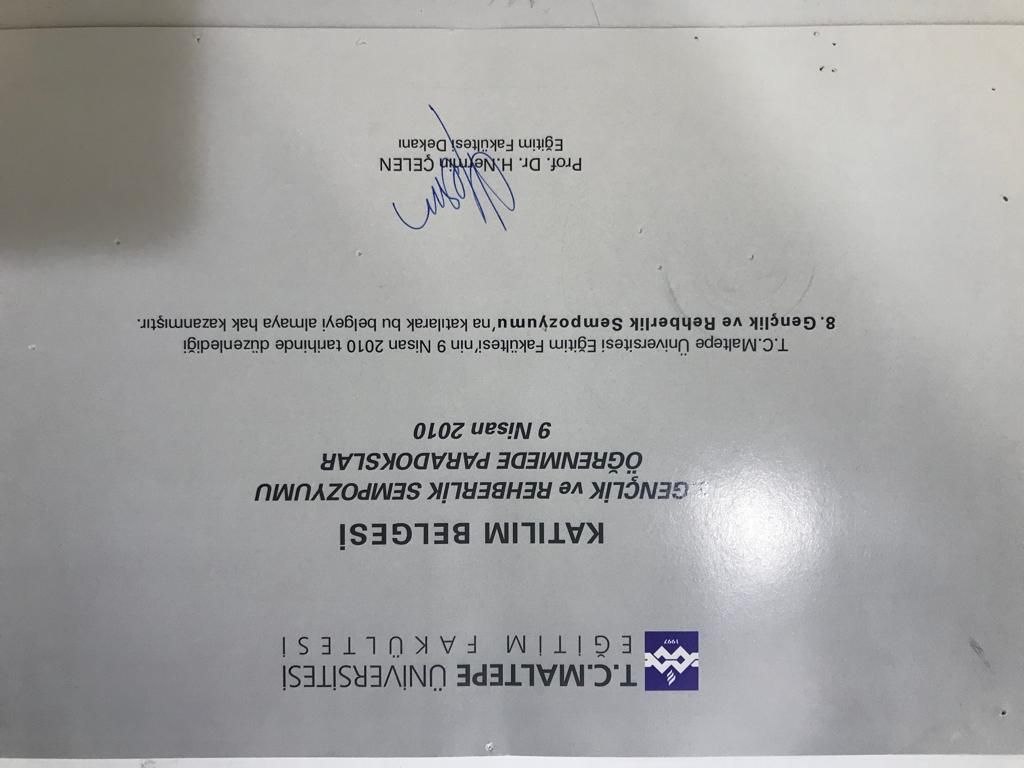 T.C.MALTEPE ÜNİVERSİTESİ
EĞİTİM FAKÜLTESİ
1997
KATILIM BELGESİ
GENÇLİK ve REHBERLİK SEMPOZYUMU
ÖĞRENMEDE PARADOKSLAR
9 Nisan 2010
T.C.Maltepe Üniversitesi Eğitim Fakültesi'nin 9 Nisan 2010 tarihinde düzenlediği
8. Gençlik ve Rehberlik Sempozyumu'na katılarak bu belgeyi almaya hak kazanmıştır.
Prof. Dr. H.Nermin ÇELEN
Eğitim Fakültesi Dekanı